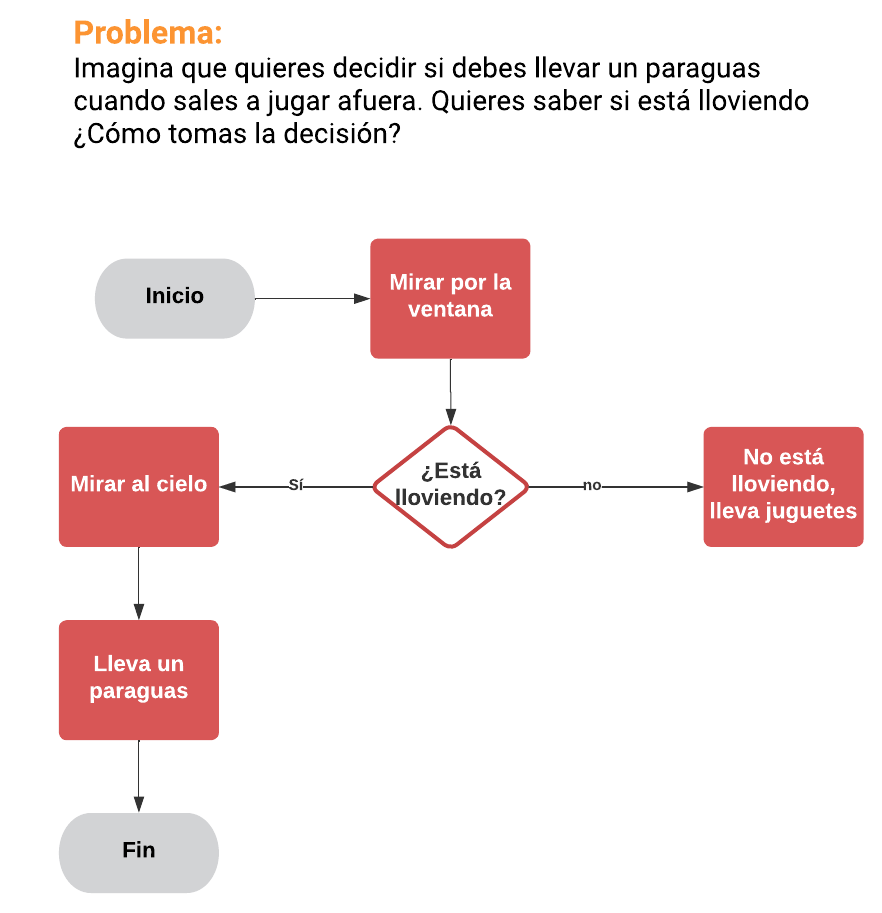 Problema:
Imagina que quieres decidir si debes llevar un paraguas
cuando sales a jugar afuera. Quieres saber si está lloviendo
¿Cómo tomas la decisión?
Inicio
Mirar por la
ventana
¿Está
lloviendo?
Sí
no
Mirar al cielo
No está
lloviendo,
lleva juguetes
Lleva un
paraguas
Fin